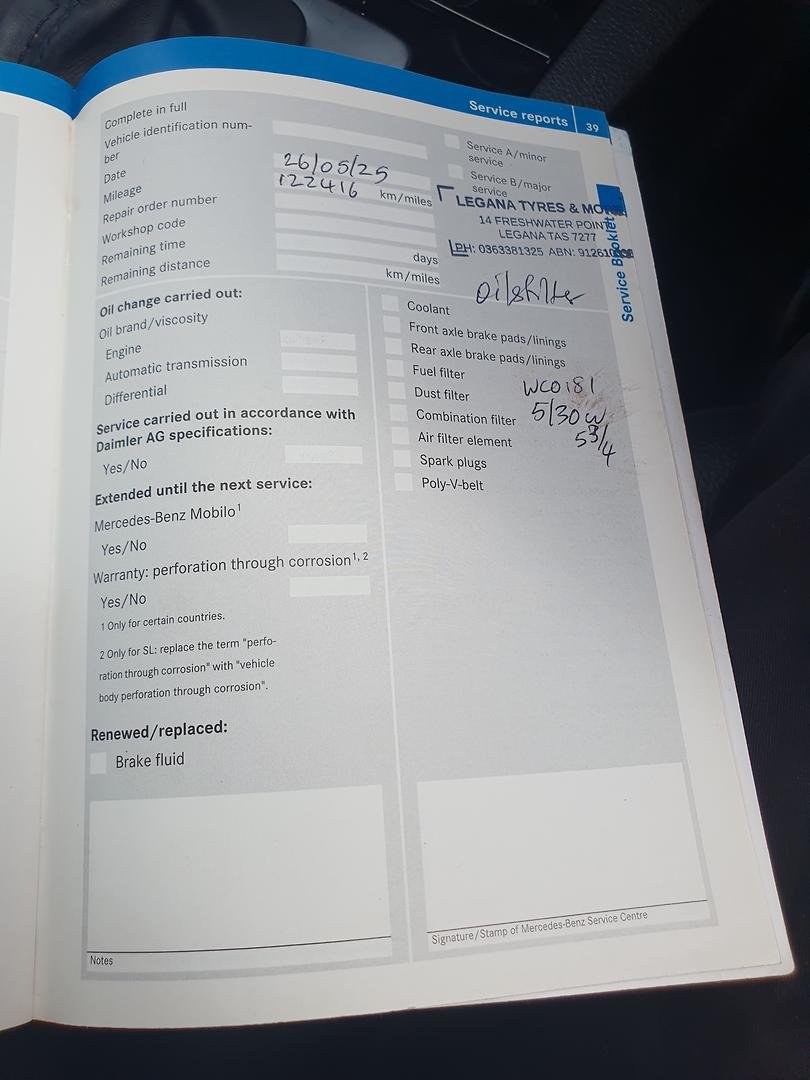 Service reports 39
Complete in full
Vehicle identification num-
ber
Date 26/05/25
Mileage 122416 km/miles
Repair order number
Workshop code
Remaining time days
Remaining distance km/miles
Service A/minor
service
Service B/major
service
LEGANA TYRES &
14 FRESHWATER POINT
LEGANA TAS 7277
PH: 0363381325 ABN:
Oil & filter
Service Booklet
Oil change carried out:
Oil brand/viscosity
Engine
Automatic transmission
Differential
Service carried out in accordance with
Daimler AG specifications:
Yes/No
Extended until the next service:
Mercedes-Benz Mobilo1
Yes/No
Warranty: perforation through corrosion1, 2
Yes/No
1 Only for certain countries.
2 Only for SL: replace the term "perfo-
ration through corrosion" with "vehicle
body perforation through corrosion".
Renewed/replaced:
Brake fluid
Notes
Coolant
Front axle brake pads/linings
Rear axle brake pads/linings
Fuel filter
Dust filter
Combination filter
Air filter element
Spark plugs
Poly-V-belt
WCO181
5/30W
5 3/4
Signature/Stamp of Mercedes-Benz Service Centre